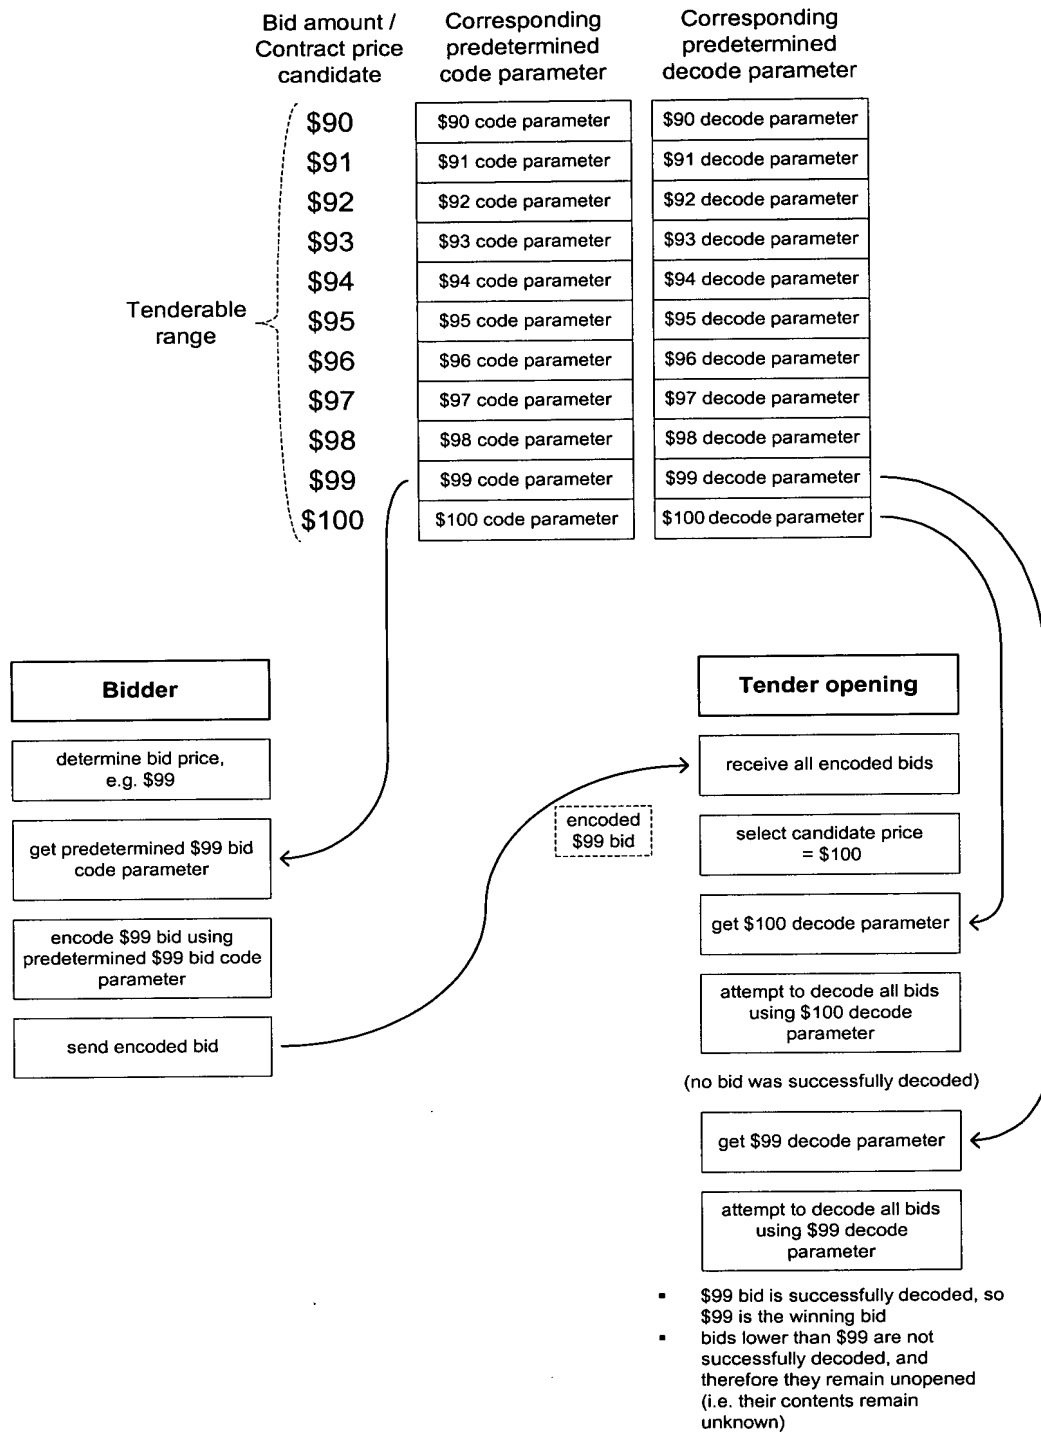 Bid amount /
Contract price
candidate
Corresponding
predetermined
code parameter
Corresponding
predetermined
decode parameter
$90 $90 code parameter $90 decode parameter
$91 $91 code parameter $91 decode parameter
$92 $92 code parameter $92 decode parameter
$93 $93 code parameter $93 decode parameter
$94 $94 code parameter $94 decode parameter
$95 $95 code parameter $95 decode parameter
$96 $96 code parameter $96 decode parameter
$97 $97 code parameter $97 decode parameter
$98 $98 code parameter $98 decode parameter
$99 $99 code parameter $99 decode parameter
$100 $100 code parameter $100 decode parameter
Tenderable
range
Bidder
determine bid price,
e.g. $99
get predetermined $99 bid
code parameter
encode $99 bid using
predetermined $99 bid code
parameter
send encoded bid
encoded
$99 bid
Tender opening
receive all encoded bids
select candidate price
= $100
get $100 decode parameter
attempt to decode all bids
using $100 decode
parameter
(no bid was successfully decoded)
get $99 decode parameter
attempt to decode all bids
using $99 decode
parameter
▪ $99 bid is successfully decoded, so
$99 is the winning bid
▪ bids lower than $99 are not
successfully decoded, and
therefore they remain unopened
(i.e. their contents remain
unknown)